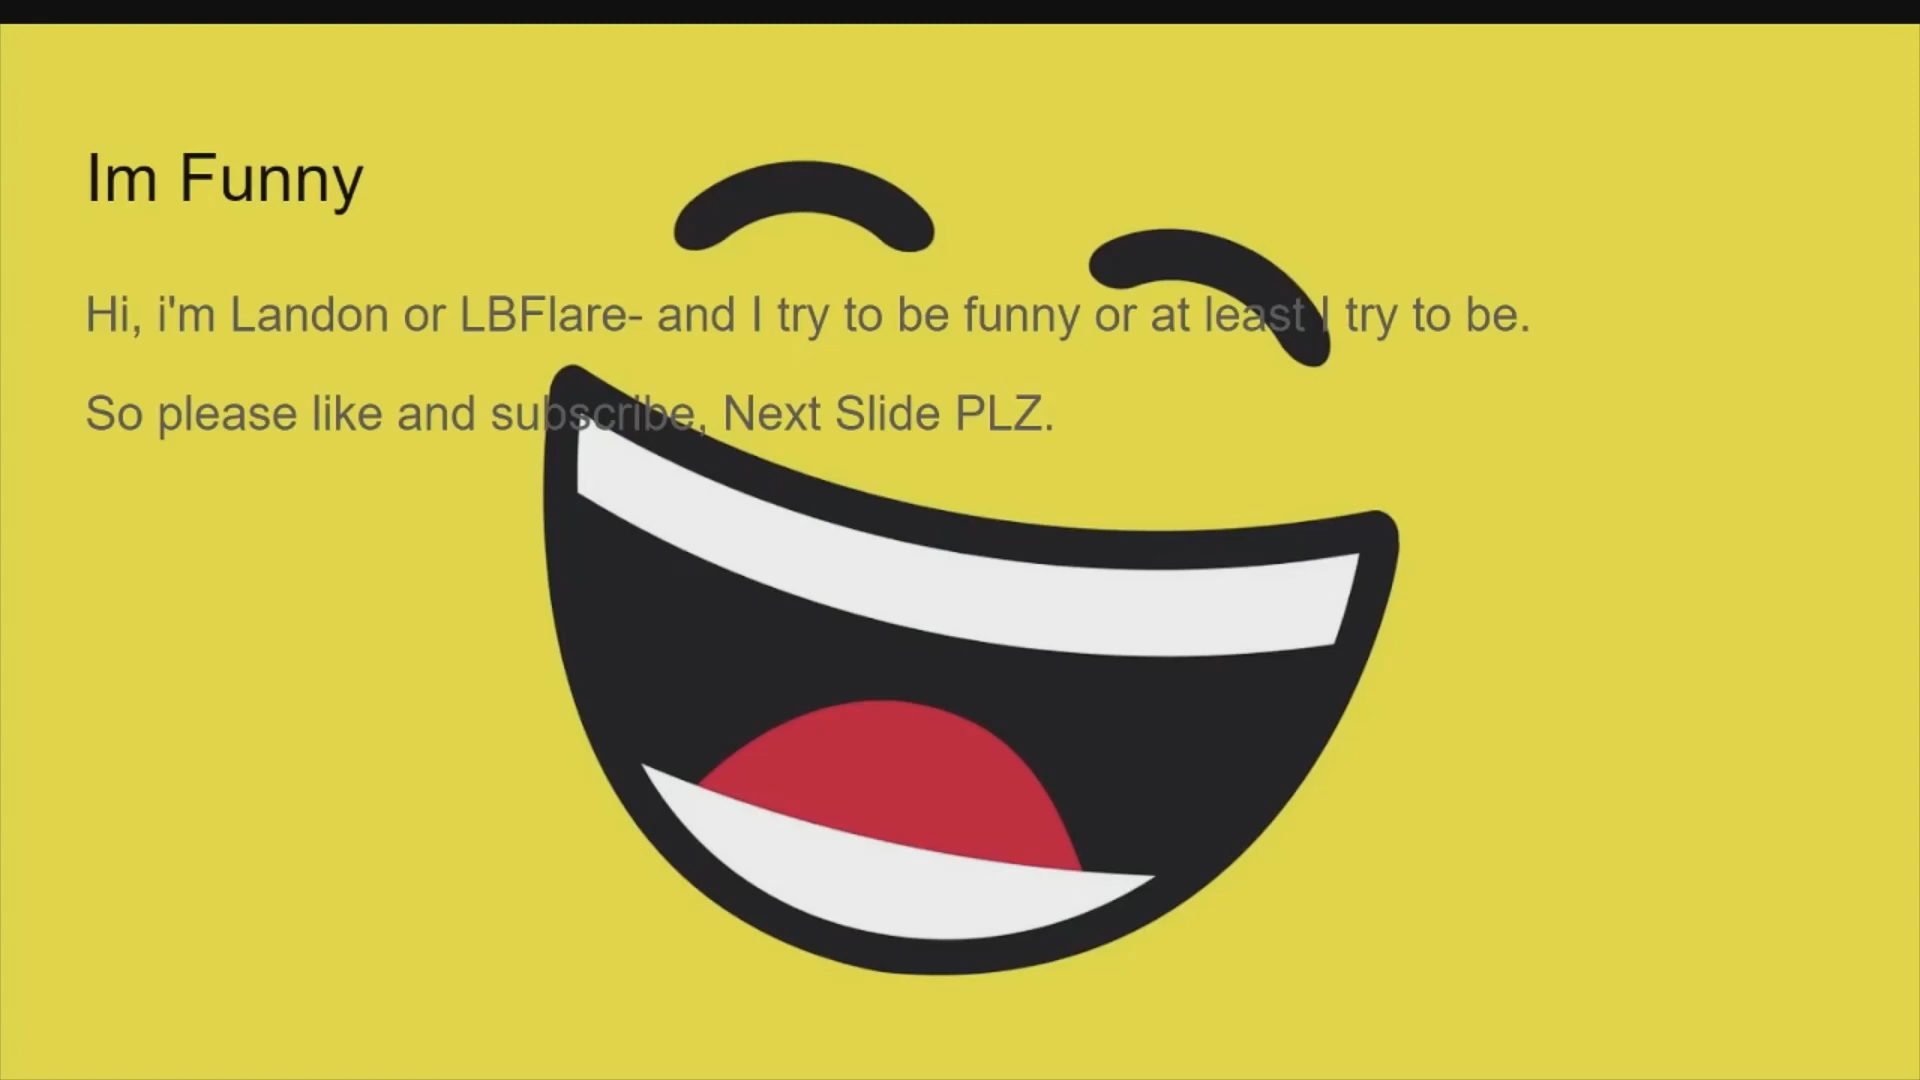 Im Funny
Hi, i'm Landon or LBFlare- and I try to be funny or at least I try to be.
So please like and subscribe, Next Slide PLZ.